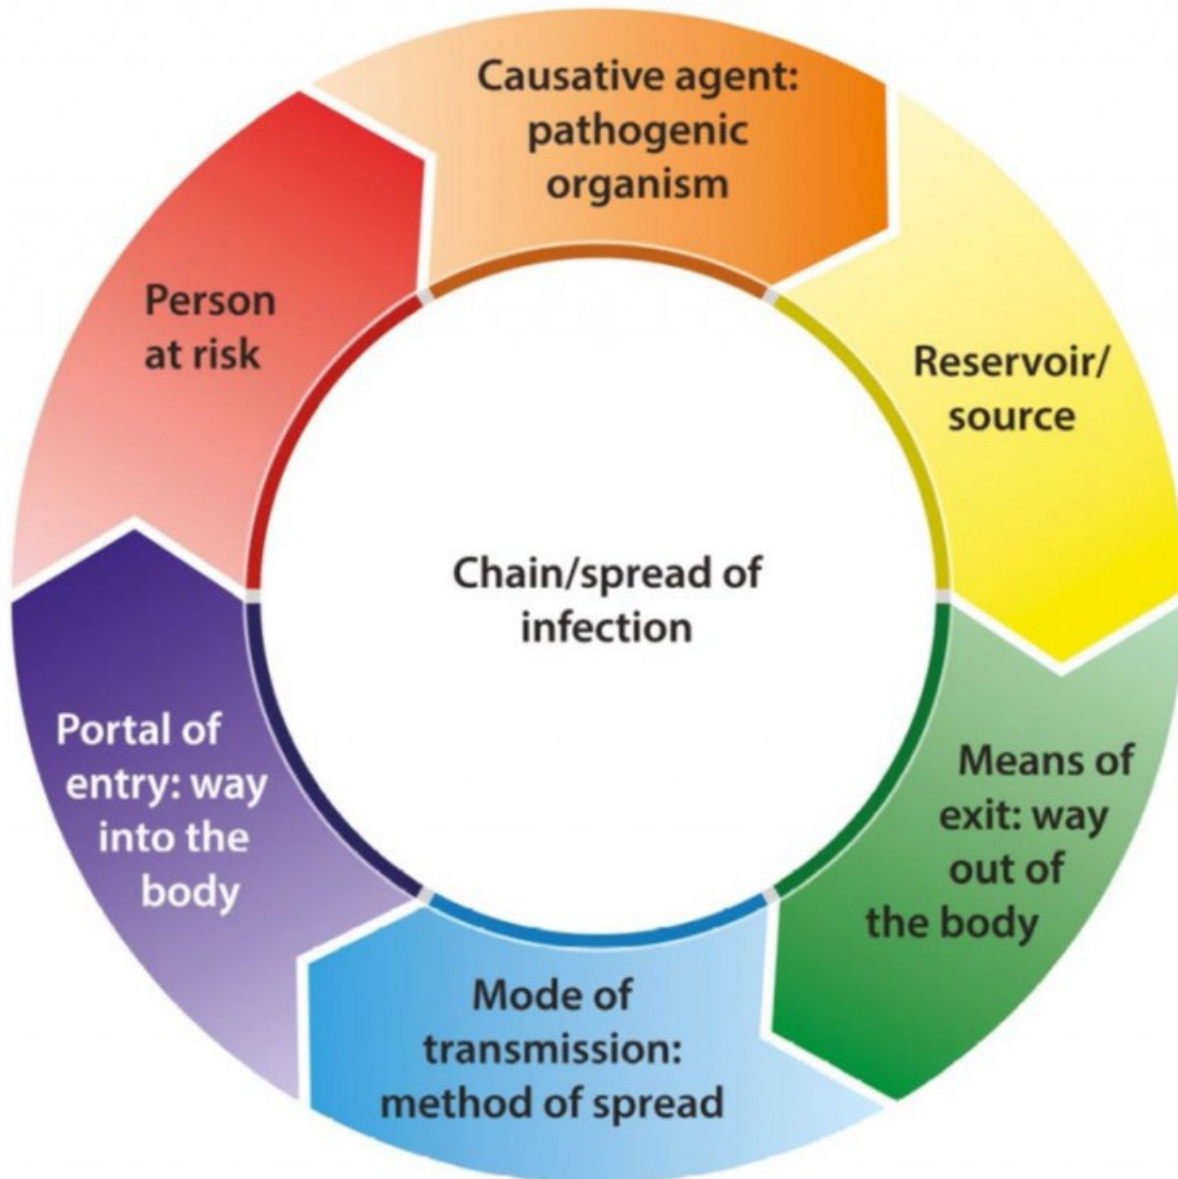 Causative agent:
pathogenic
organism
Reservoir/
source
Means of
exit: way
out of
the body
Mode of
transmission:
method of spread
Portal of
entry: way
into the
body
Person
at risk
Chain/spread of
infection